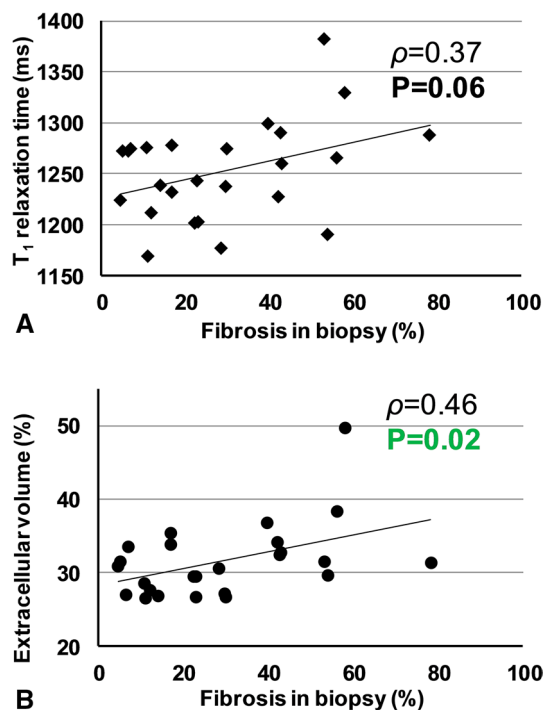 1400
1350
1300
1250
1200
1150
T1 relaxation time (ms)
ρ=0.37
P=0.06
0 20 40 60 80 100
Fibrosis in biopsy (%)
A
50
40
30
20
Extracellular volume (%)
ρ=0.46
P=0.02
0 20 40 60 80 100
Fibrosis in biopsy (%)
B